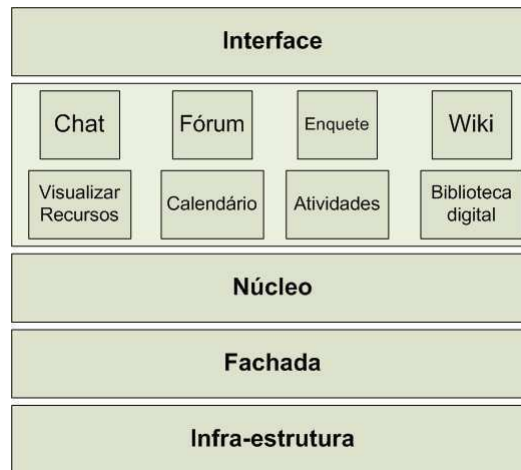 Interface
Chat
Fórum
Enquete
Wiki
Visualizar
Recursos
Calendário
Atividades
Biblioteca
digital
Núcleo
Fachada
Infra-estrutura